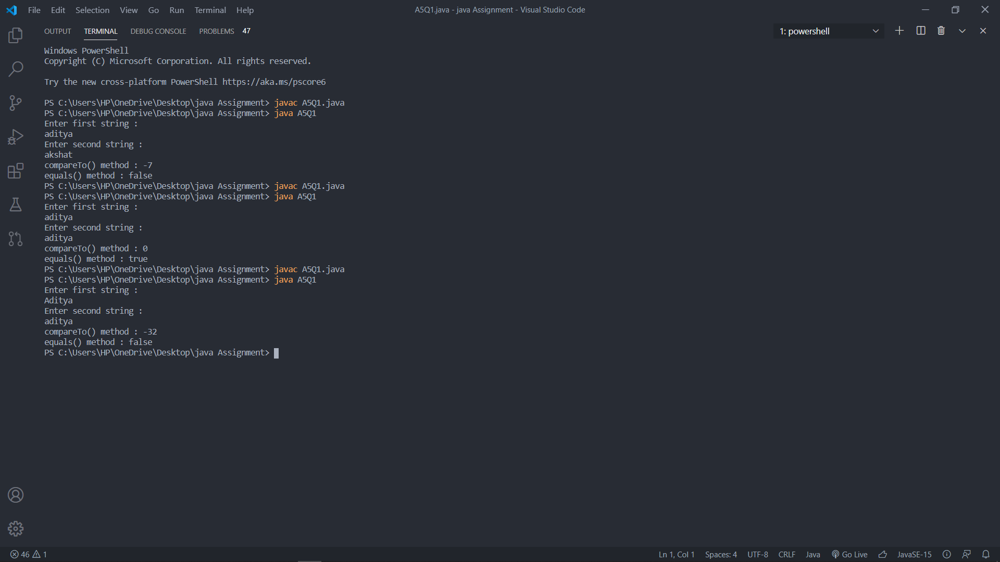 File Edit Selection View Go Run Terminal Help
A5Q1.java - java Assignment - Visual Studio Code
OUTPUT TERMINAL DEBUG CONSOLE PROBLEMS 47
1: powershell
Windows PowerShell
Copyright (C) Microsoft Corporation. All rights reserved.
Try the new cross-platform PowerShell https://aka.ms/pscore6
PS C:\Users\HP\OneDrive\Desktop\java Assignment> javac A5Q1.java
PS C:\Users\HP\OneDrive\Desktop\java Assignment> java A5Q1
Enter first string :
aditya
Enter second string :
akshat
compareTo() method : -7
equals() method : false
PS C:\Users\HP\OneDrive\Desktop\java Assignment> javac A5Q1.java
PS C:\Users\HP\OneDrive\Desktop\java Assignment> java A5Q1
Enter first string :
aditya
Enter second string :
aditya
compareTo() method : 0
equals() method : true
PS C:\Users\HP\OneDrive\Desktop\java Assignment> javac A5Q1.java
PS C:\Users\HP\OneDrive\Desktop\java Assignment> java A5Q1
Enter first string :
Aditya
Enter second string :
aditya
compareTo() method : -32
equals() method : false
PS C:\Users\HP\OneDrive\Desktop\java Assignment>
46 1 Ln 1, Col 1 Spaces: 4 UTF-8 CRLF Java Go Live JavaSE-15